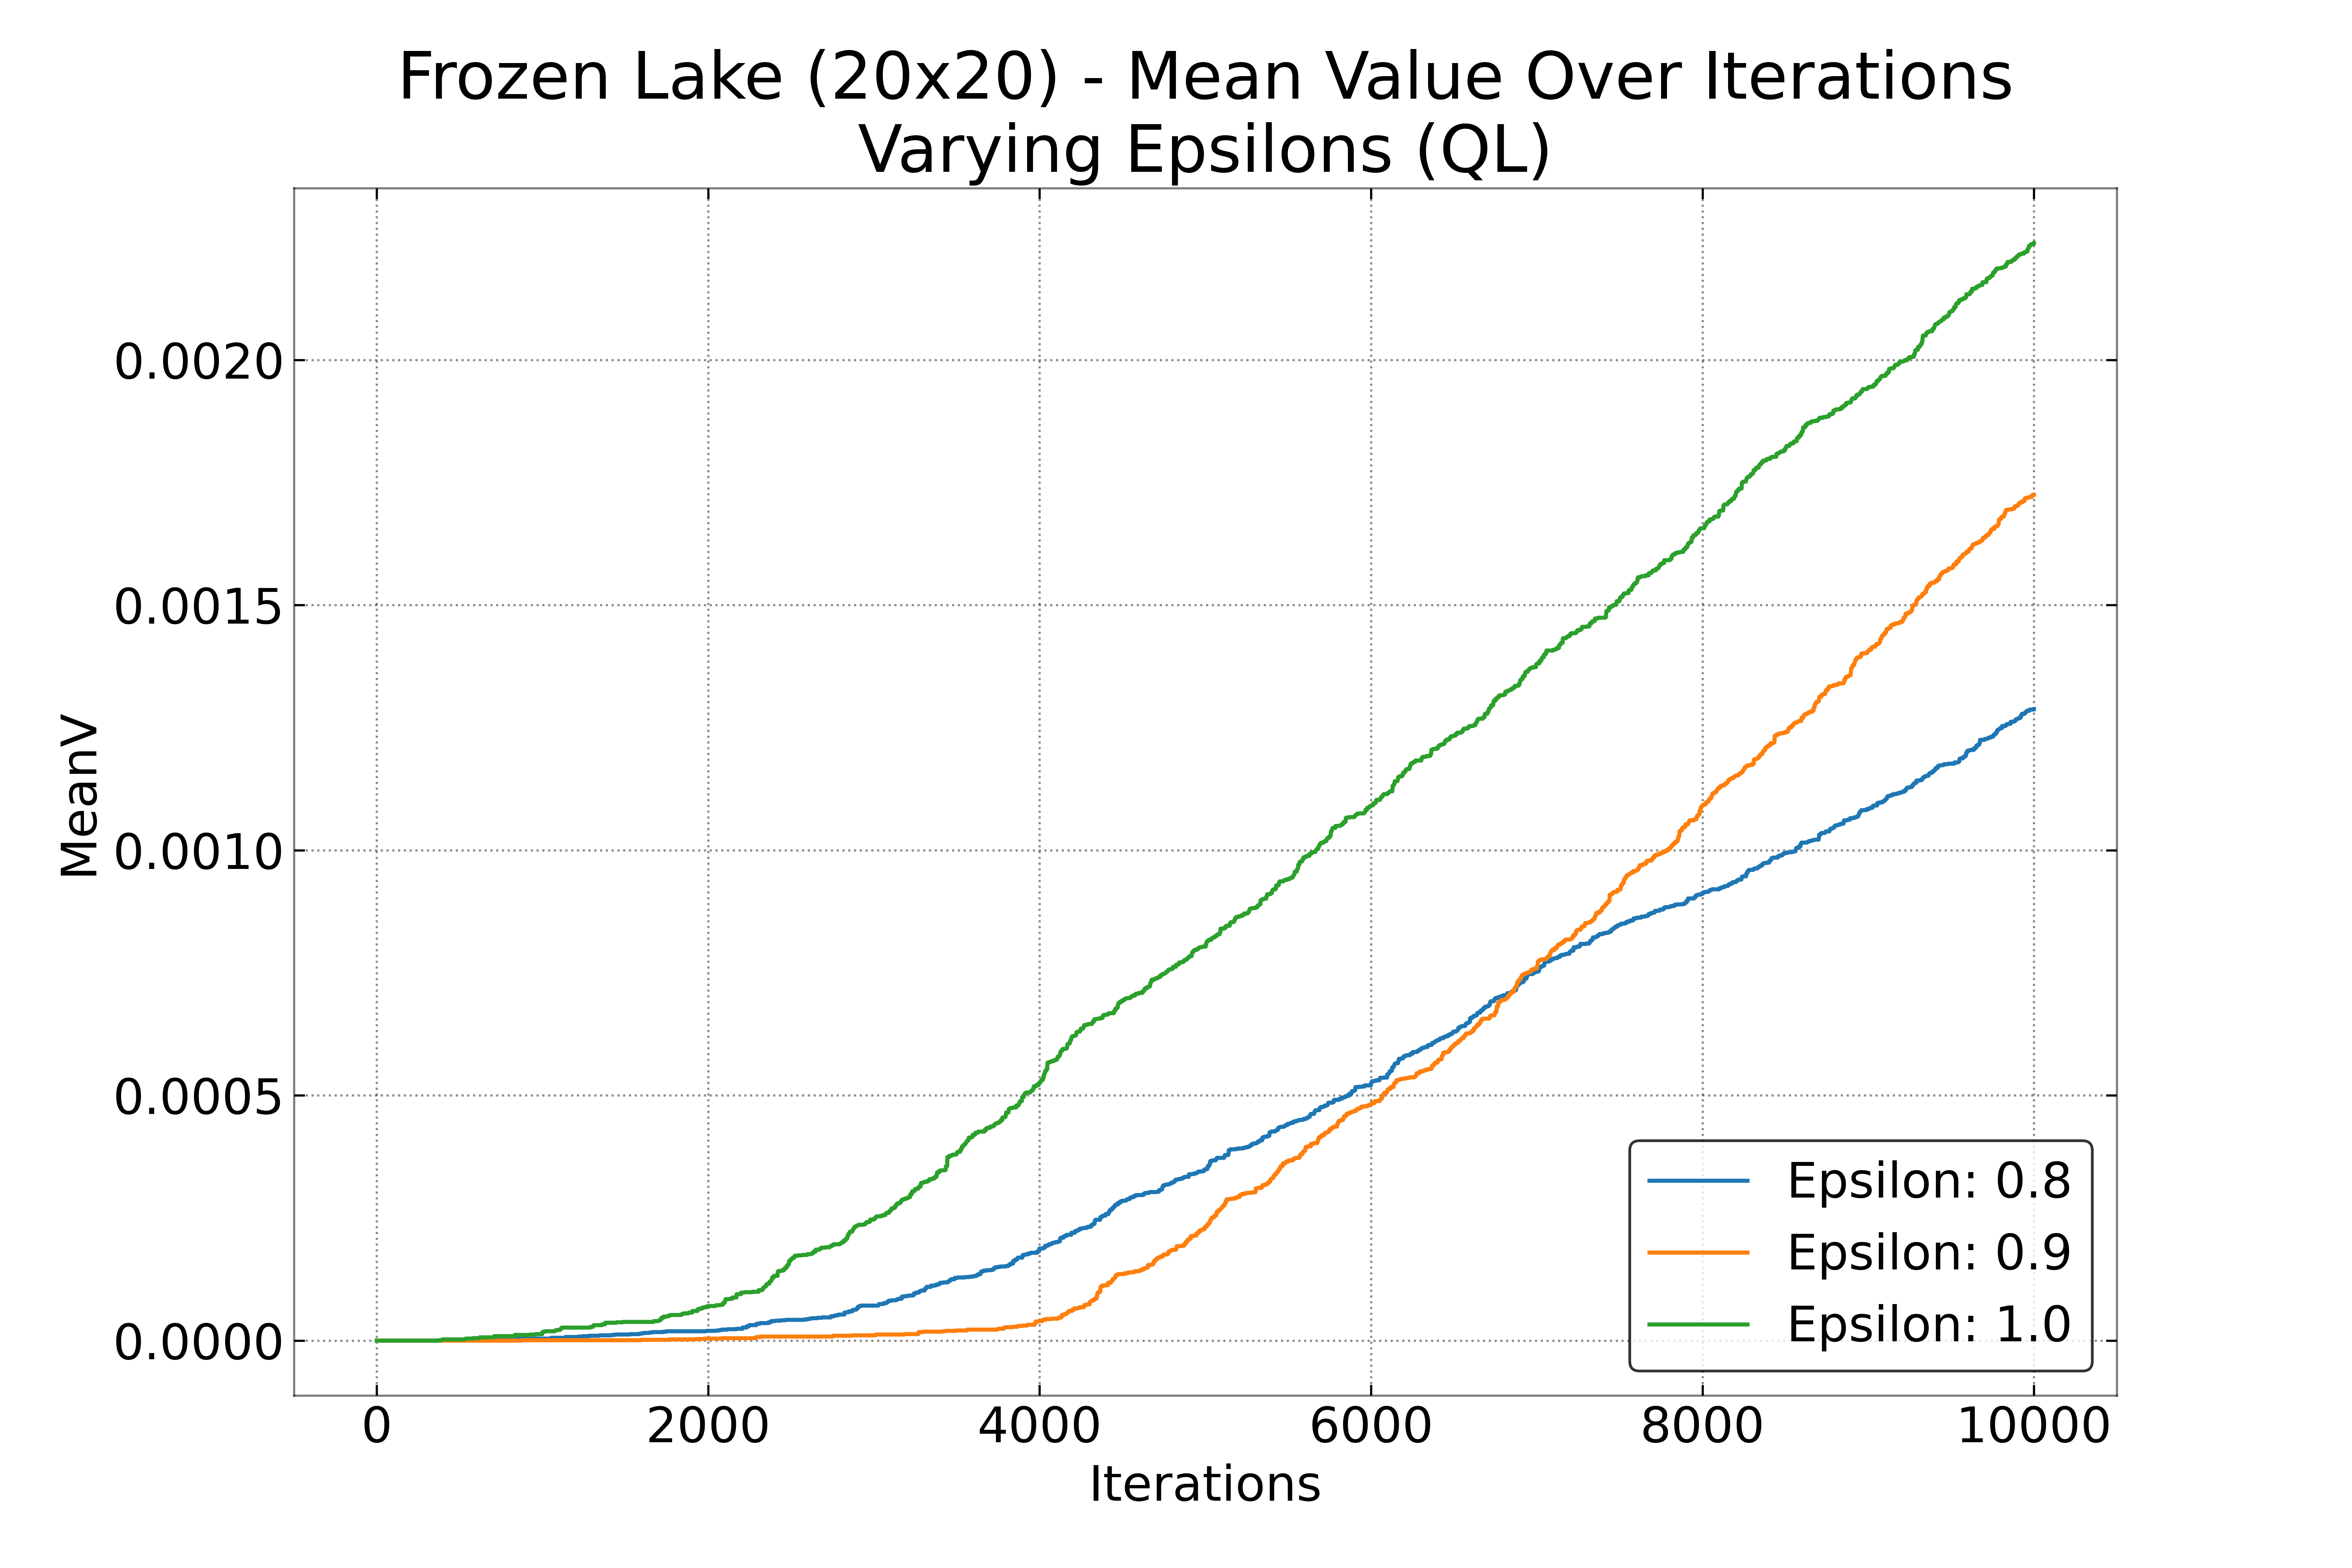 Frozen Lake (20x20) - Mean Value Over Iterations
Varying Epsilons (QL)
0.0020
0.0015
0.0010
0.0005
0.0000
MeanV
Epsilon: 0.8
Epsilon: 0.9
Epsilon: 1.0
0 2000 4000 6000 8000 10000
Iterations